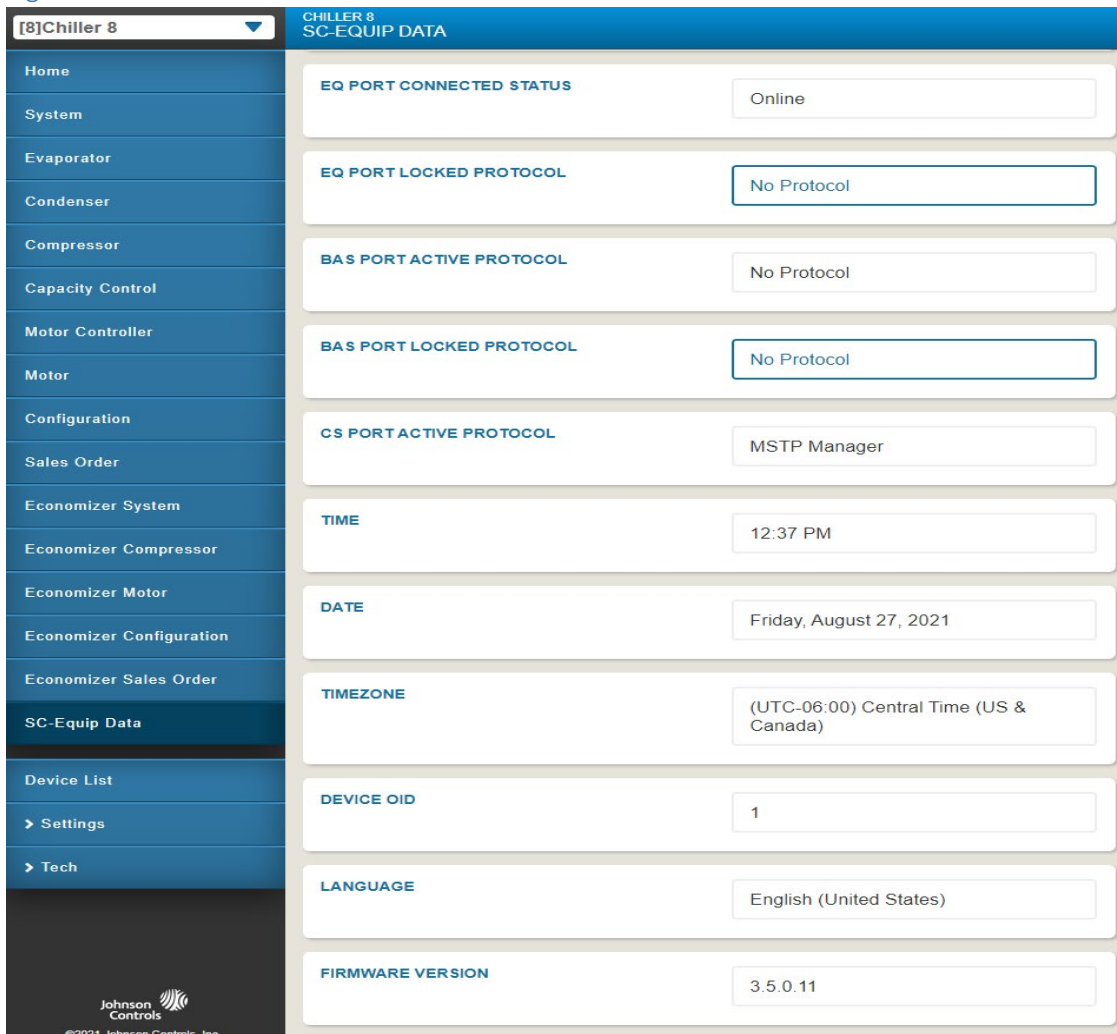 [8]Chiller 8
CHILLER 8
SC-EQUIP DATA
Home
System
Evaporator
Condenser
Compressor
Capacity Control
Motor Controller
Motor
Configuration
Sales Order
Economizer System
Economizer Compressor
Economizer Motor
Economizer Configuration
Economizer Sales Order
SC-Equip Data
Device List
> Settings
> Tech
Johnson
Controls
©2021 Johnson Controls, Inc.
EQ PORT CONNECTED STATUS
Online
EQ PORT LOCKED PROTOCOL
No Protocol
BAS PORT ACTIVE PROTOCOL
No Protocol
BAS PORT LOCKED PROTOCOL
No Protocol
CS PORT ACTIVE PROTOCOL
MSTP Manager
TIME
12:37 PM
DATE
Friday, August 27, 2021
TIMEZONE
(UTC-06:00) Central Time (US &
Canada)
DEVICE OID
1
LANGUAGE
English (United States)
FIRMWARE VERSION
3.5.0.11